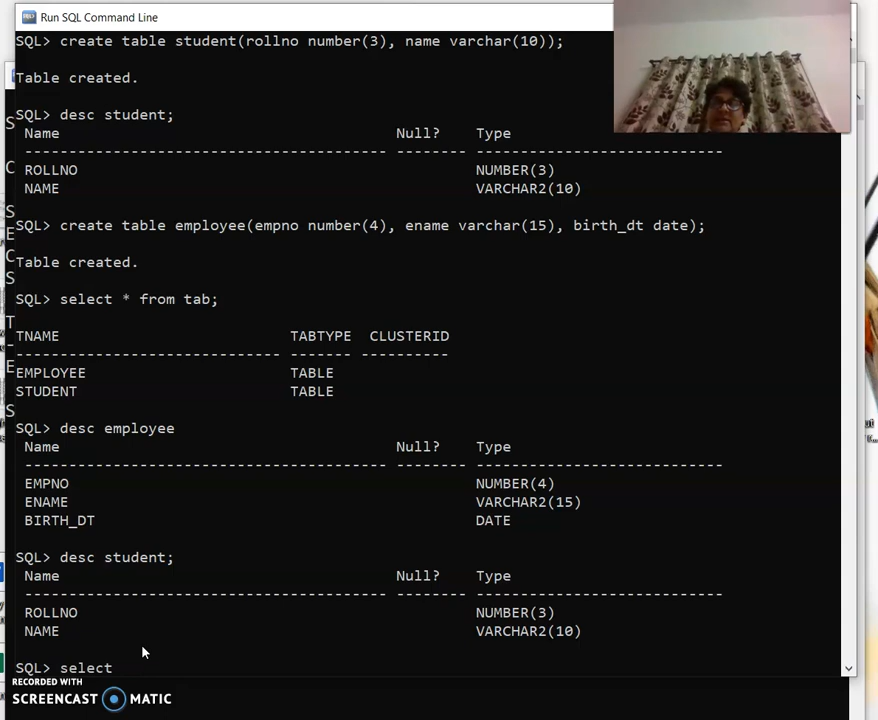 Run SQL Command Line
SQL> create table student(rollno number(3), name varchar(10));
Table created.
SQL> desc student;
Name Null? Type
----------------------------------------- -------- ----------------------------
ROLLNO NUMBER(3)
NAME VARCHAR2(10)
SQL> create table employee(empno number(4), ename varchar(15), birth_dt date);
Table created.
SQL> select * from tab;
TNAME TABTYPE CLUSTERID
------------------------------ ------- ----------
EMPLOYEE TABLE
STUDENT TABLE
SQL> desc employee
Name Null? Type
----------------------------------------- -------- ----------------------------
EMPNO NUMBER(4)
ENAME VARCHAR2(15)
BIRTH_DT DATE
SQL> desc student;
Name Null? Type
----------------------------------------- -------- ----------------------------
ROLLNO NUMBER(3)
NAME VARCHAR2(10)
SQL> select
RECORDED WITH
SCREENCAST MATIC